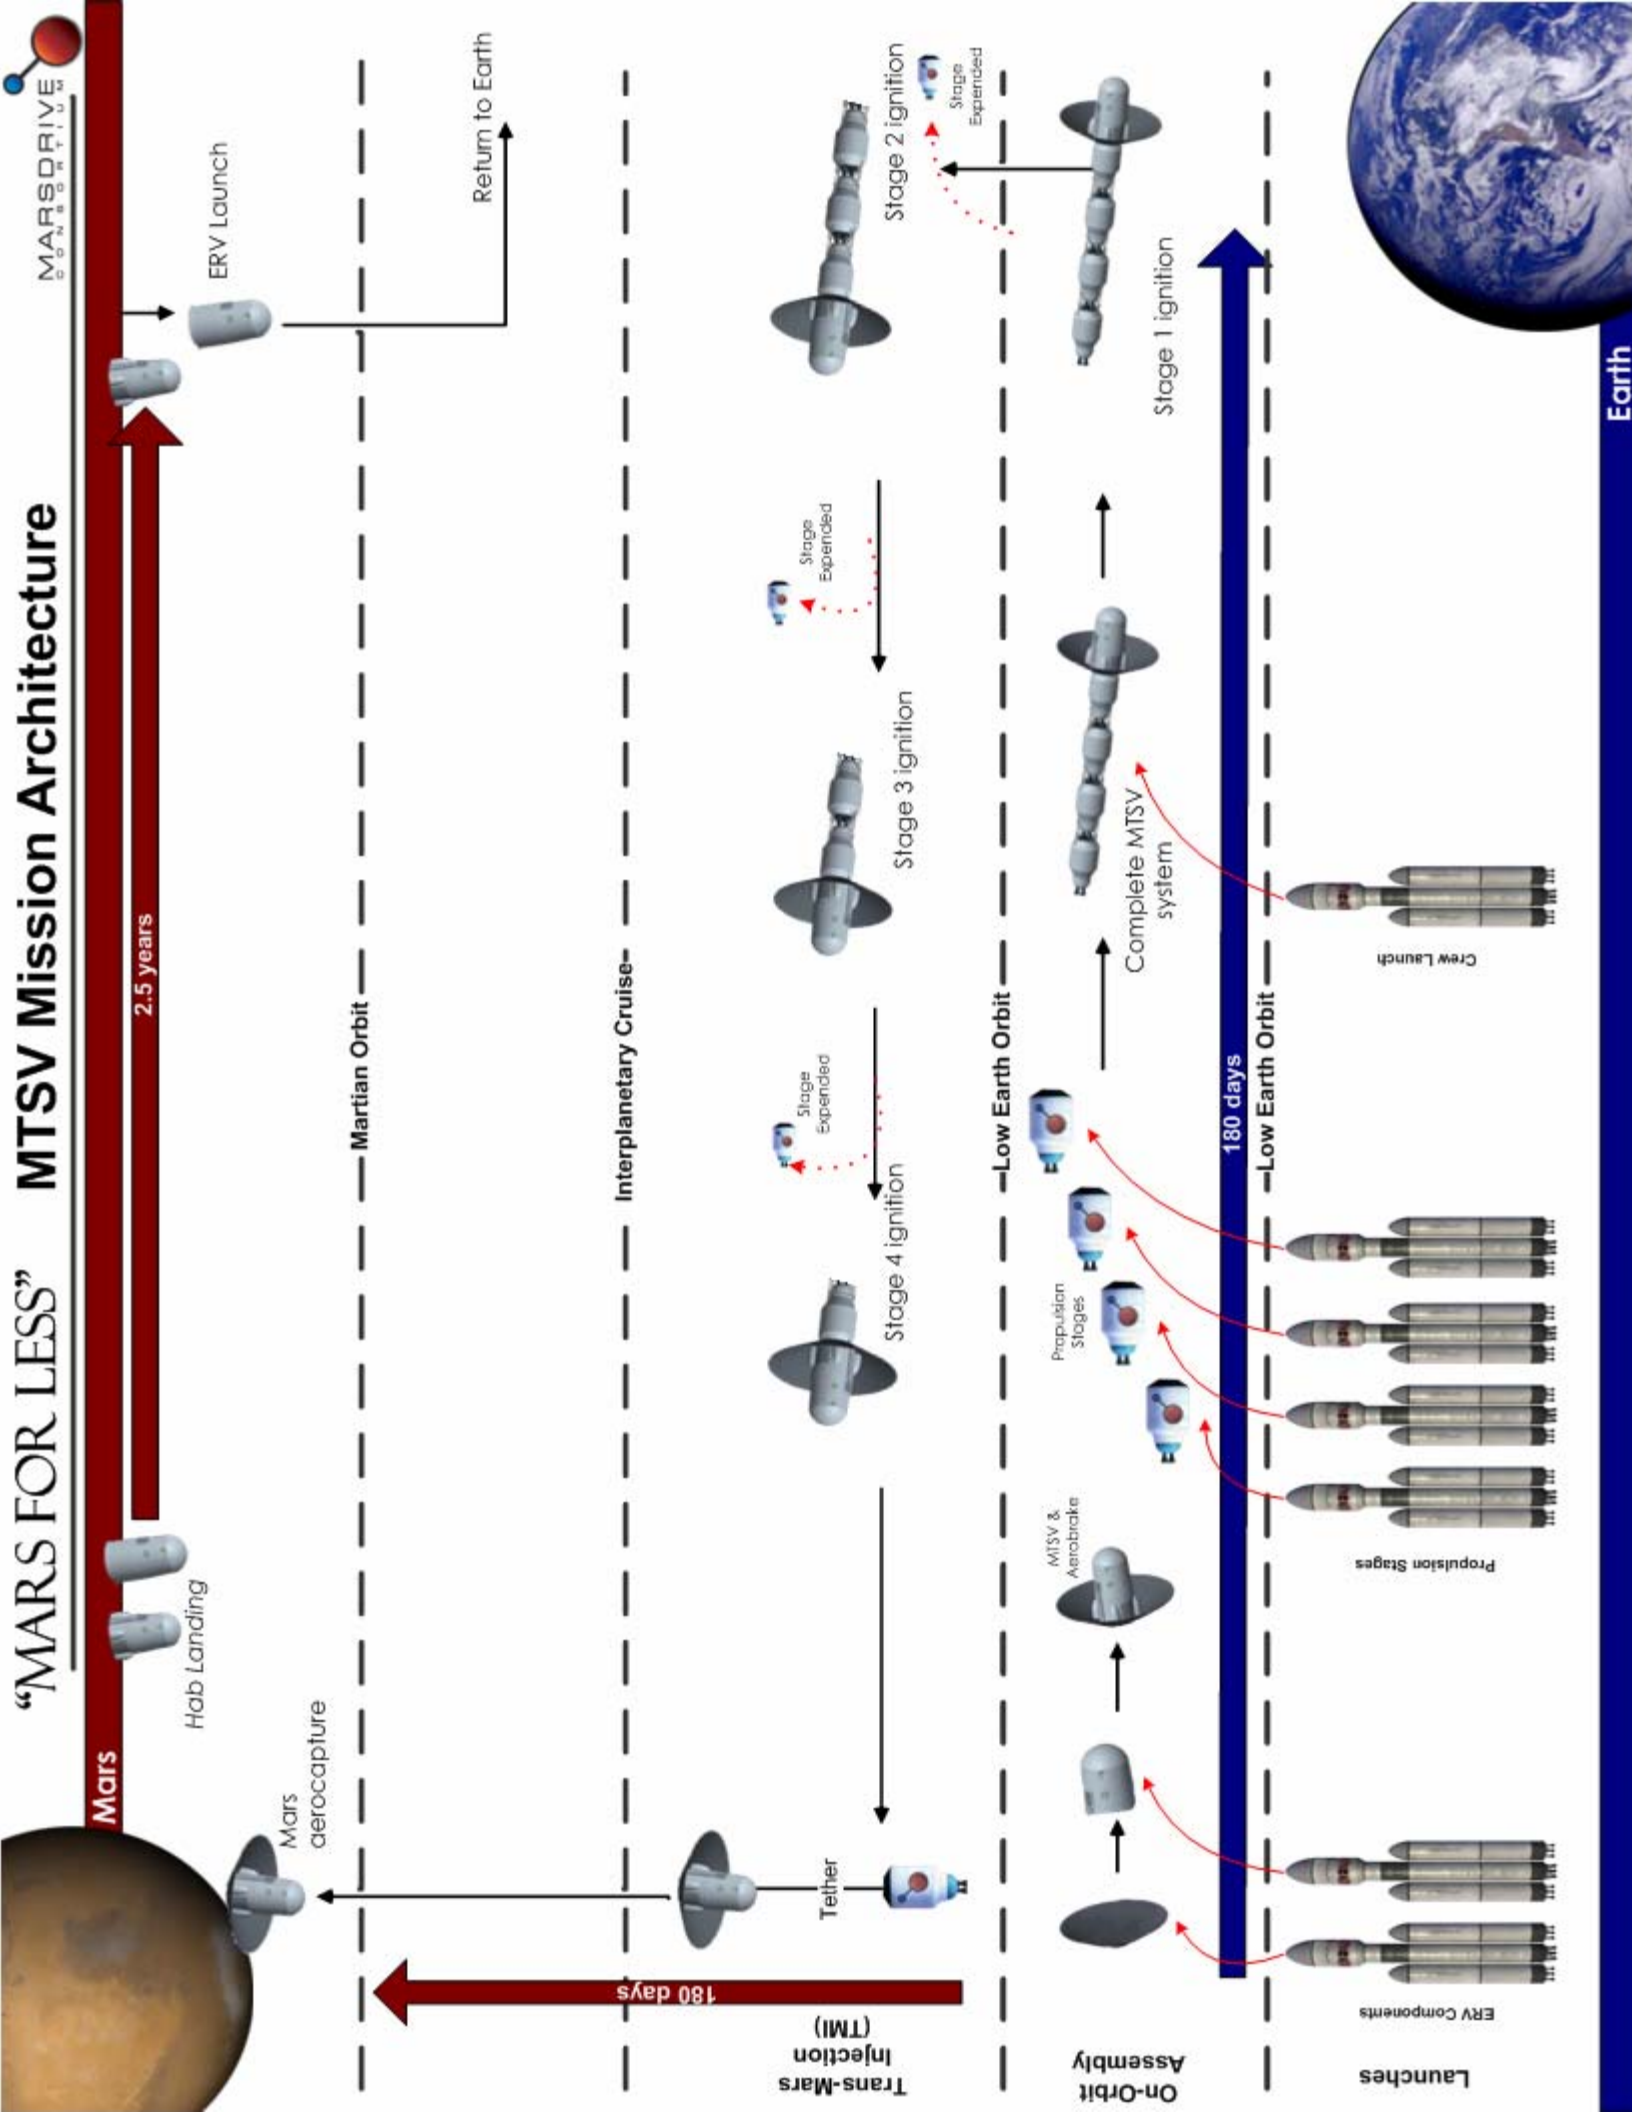 "MARS FOR LESS" MTSV Mission Architecture
MARSDRIVE
CONSORTIUM
Mars
2.5 years
Hab Landing
ERV Launch
Mars
aerocapture
Martian Orbit
Return to Earth
Interplanetary Cruise
180 days
Trans-Mars
Injection
(TMI)
Tether
Stage 4 ignition
Stage
Expended
Stage 3 ignition
Stage
Expended
Stage 2 ignition
Stage
Expended
Low Earth Orbit
On-Orbit
Assembly
MTSV &
Aerobrake
Propulsion
Stages
Complete MTSV
system
Stage 1 ignition
180 days
Low Earth Orbit
Launches
ERV Components
Propulsion Stages
Crew Launch
Earth